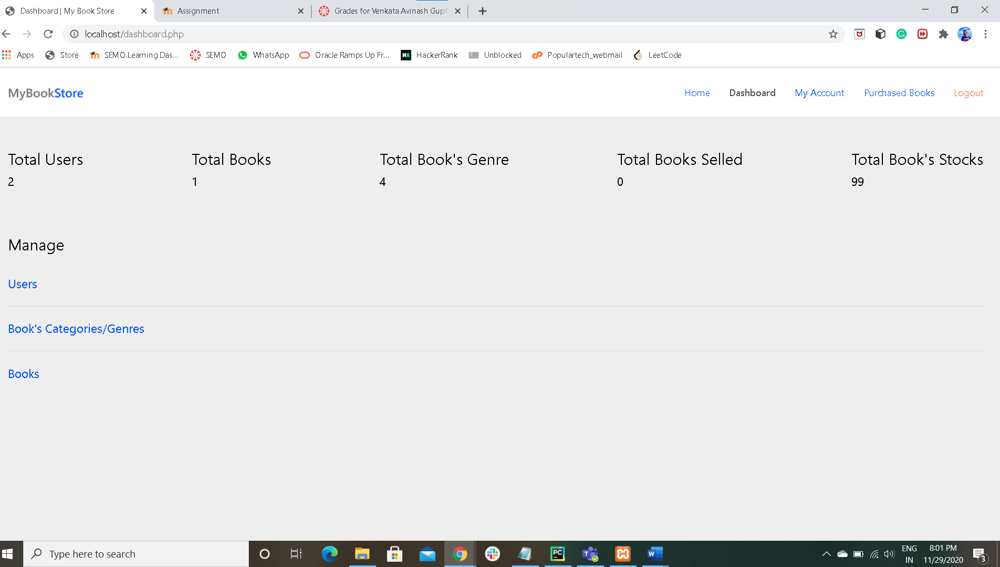 Dashboard | My Book Store
Assignment
Grades for Venkata Avinash Gupta
localhost/dashboard.php
Apps
Store
SEMO Learning Das...
SEMO
WhatsApp
Oracle Ramps Up Fr...
HackerRank
Unblocked
Populartech_webmail
LeetCode
MyBookStore
Home
Dashboard
My Account
Purchased Books
Logout
Total Users
2
Total Books
1
Total Book's Genre
4
Total Books Selled
0
Total Book's Stocks
99
Manage
Users
Book's Categories/Genres
Books
Type here to search
ENG
IN
8:01 PM
11/29/2020
3